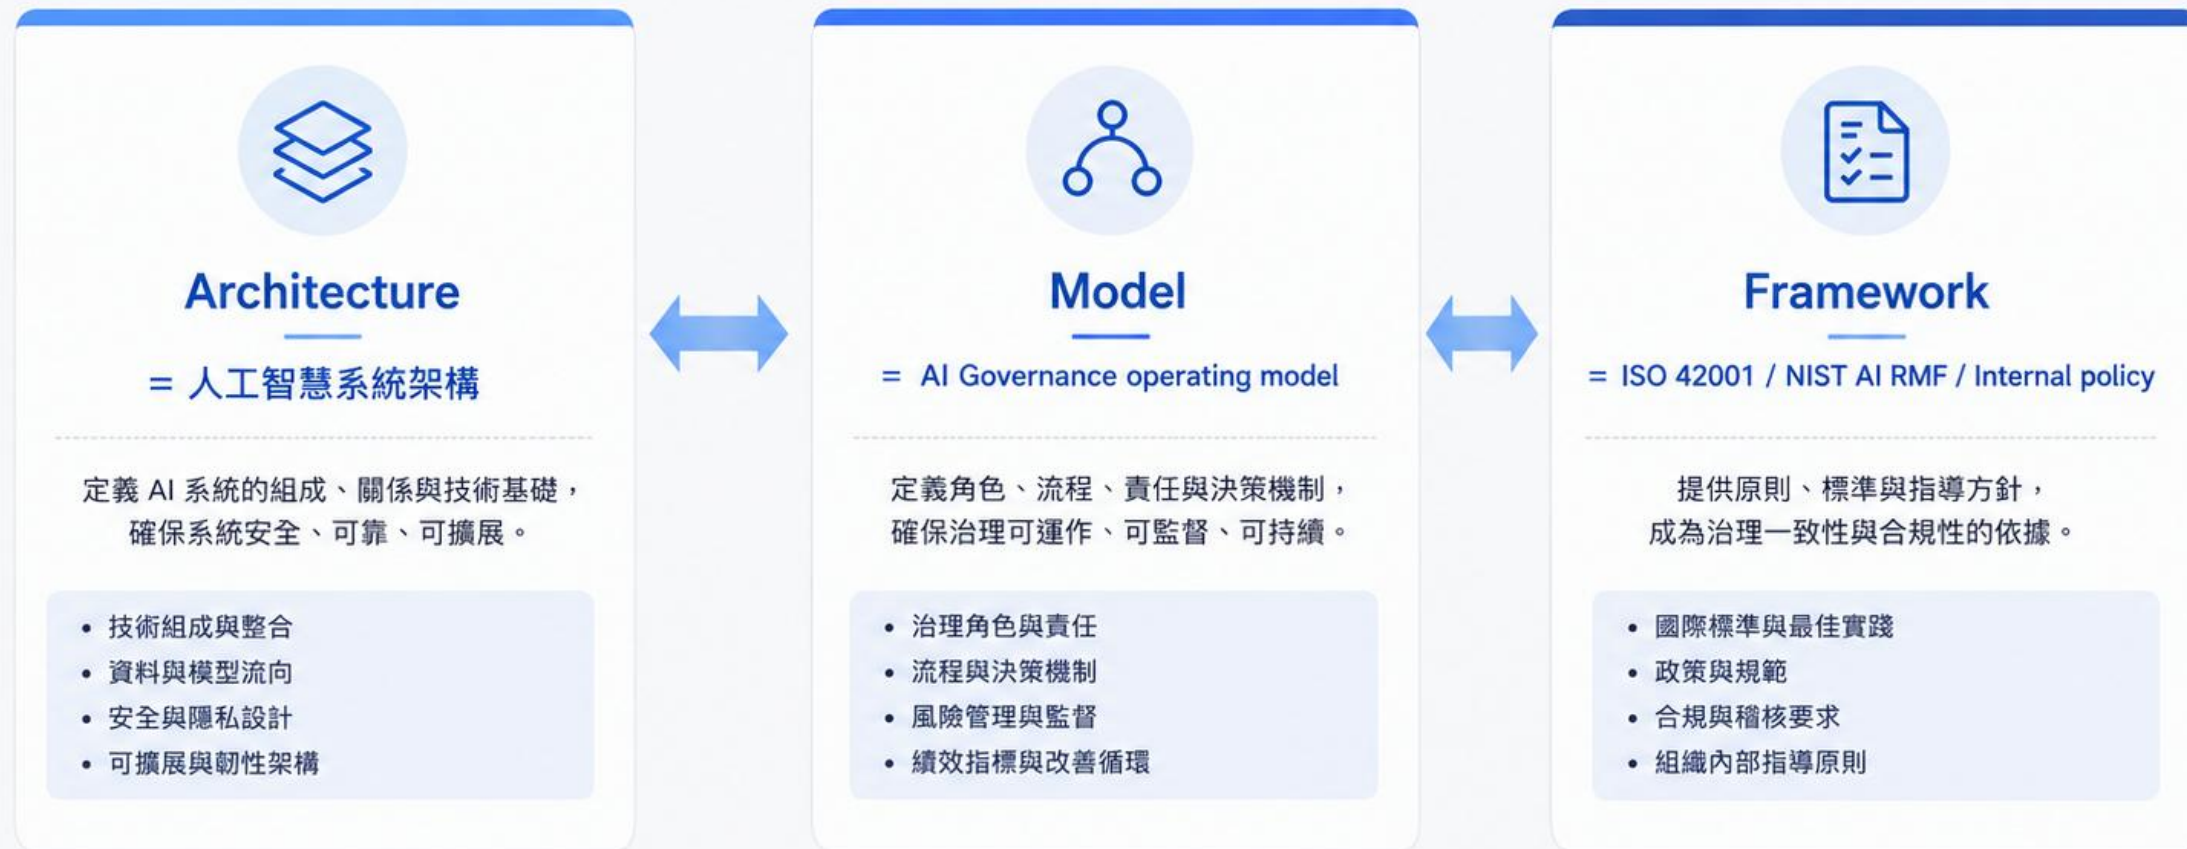 Architecture
= 人工智慧系統架構
定義 AI 系統的組成、關係與技術基礎，
確保系統安全、可靠、可擴展。
• 技術組成與整合
• 資料與模型流向
• 安全與隱私設計
• 可擴展與韌性架構
Model
= AI Governance operating model
定義角色、流程、責任與決策機制，
確保治理可運作、可監督、可持續。
• 治理角色與責任
• 流程與決策機制
• 風險管理與監督
• 績效指標與改善循環
Framework
= ISO 42001 / NIST AI RMF / Internal policy
提供原則、標準與指導方針，
成為治理一致性與合規性的依據。
• 國際標準與最佳實踐
• 政策與規範
• 合規與稽核要求
• 組織內部指導原則